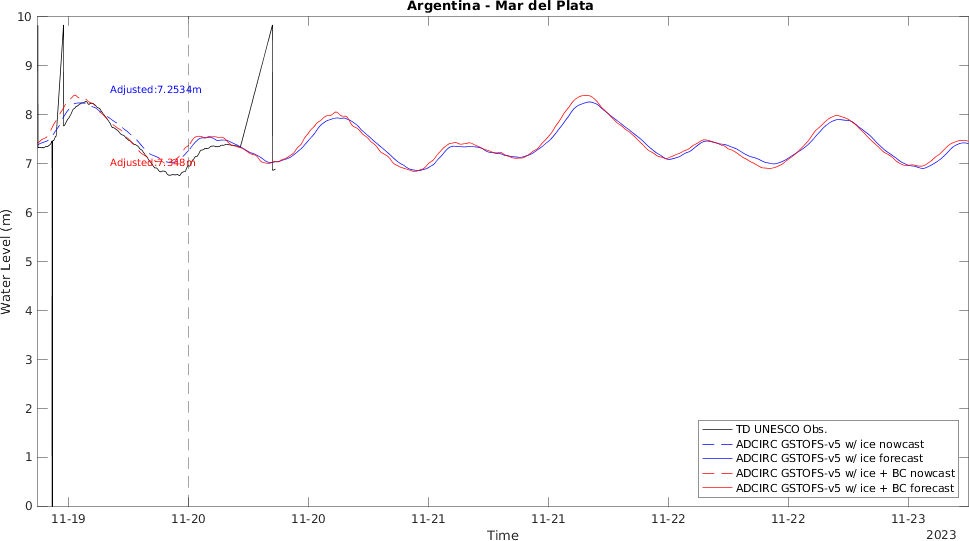 Argentina - Mar del Plata
10
9
8
7
6
5
4
3
2
1
0
Water Level (m)
Adjusted:7.2534m
Adjusted:7.348m
TD UNESCO Obs.
ADCIRC GSTOFS-v5 w/ ice nowcast
ADCIRC GSTOFS-v5 w/ ice forecast
ADCIRC GSTOFS-v5 w/ ice + BC nowcast
ADCIRC GSTOFS-v5 w/ ice + BC forecast
11-19 11-20 11-20 11-21 11-21 11-22 11-22 11-23
Time
2023